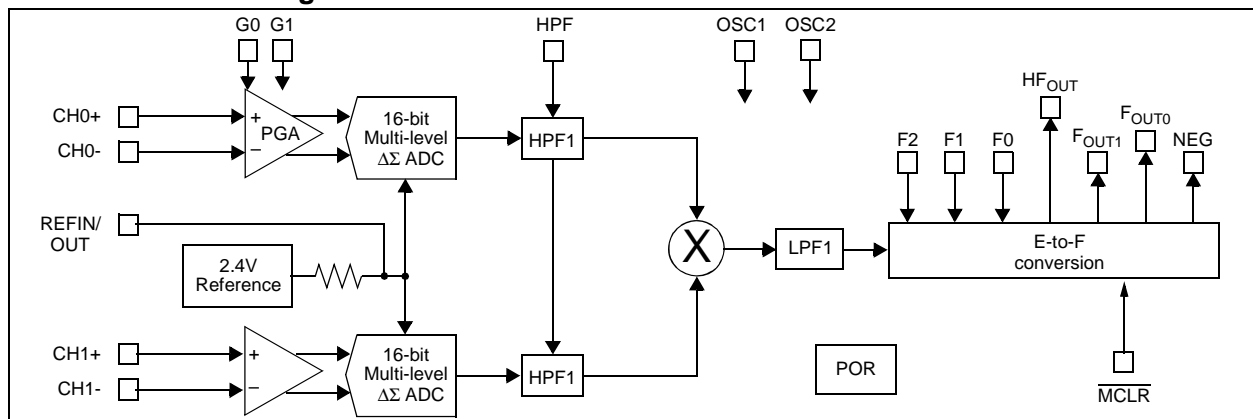 G0 G1
HPF
OSC1 OSC2
CH0+
CH0-
+
−
PGA
16-bit
Multi-level
ΔΣ ADC
HPF1
HFOUT
FOUT0
F2 F1 F0
FOUT1
NEG
REFIN/
OUT
2.4V
Reference
X
LPF1
E-to-F
conversion
CH1+
CH1-
+
−
16-bit
Multi-level
ΔΣ ADC
HPF1
POR
MCLR